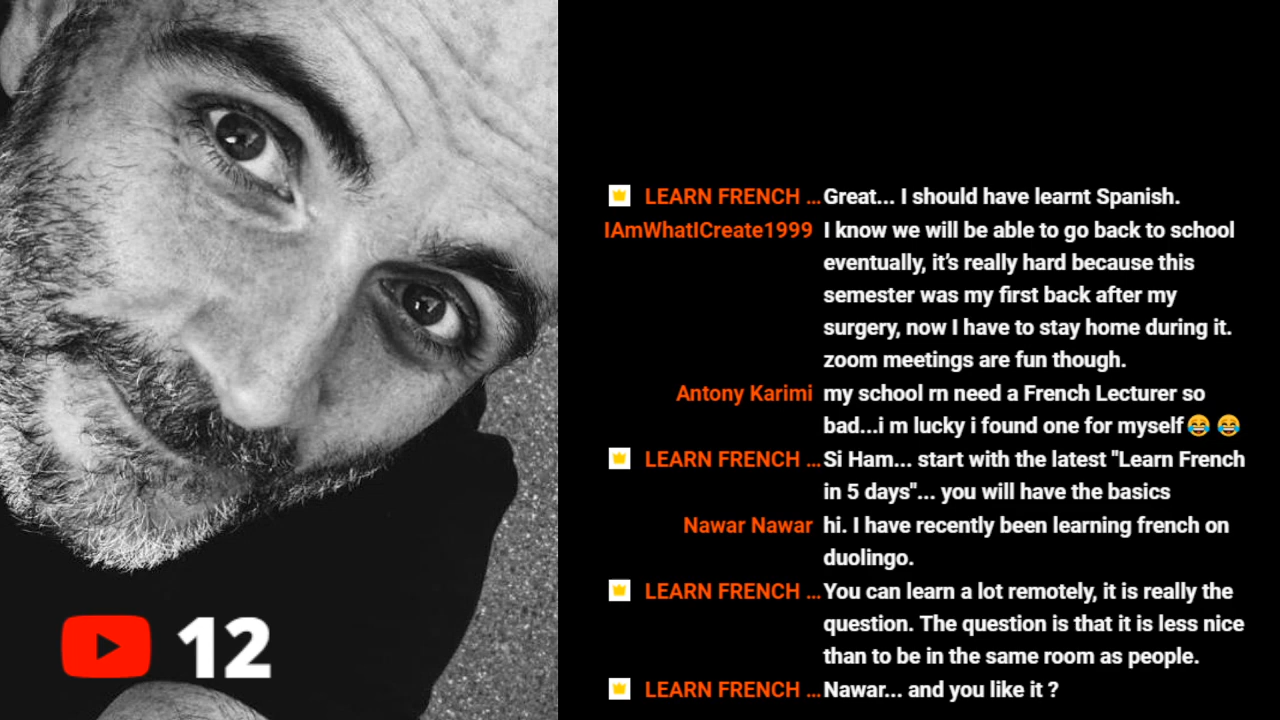 LEARN FRENCH ... Great... I should have learnt Spanish.
IAmWhatICreate1999 I know we will be able to go back to school
eventually, it's really hard because this
semester was my first back after my
surgery, now I have to stay home during it.
zoom meetings are fun though.
Antony Karimi my school rn need a French Lecturer so
bad...i m lucky i found one for myself😂 😂
LEARN FRENCH ... Si Ham... start with the latest "Learn French
in 5 days"... you will have the basics
Nawar Nawar hi. I have recently been learning french on
duolingo.
LEARN FRENCH ... You can learn a lot remotely, it is really the
question. The question is that it is less nice
than to be in the same room as people.
LEARN FRENCH ... Nawar... and you like it ?
12